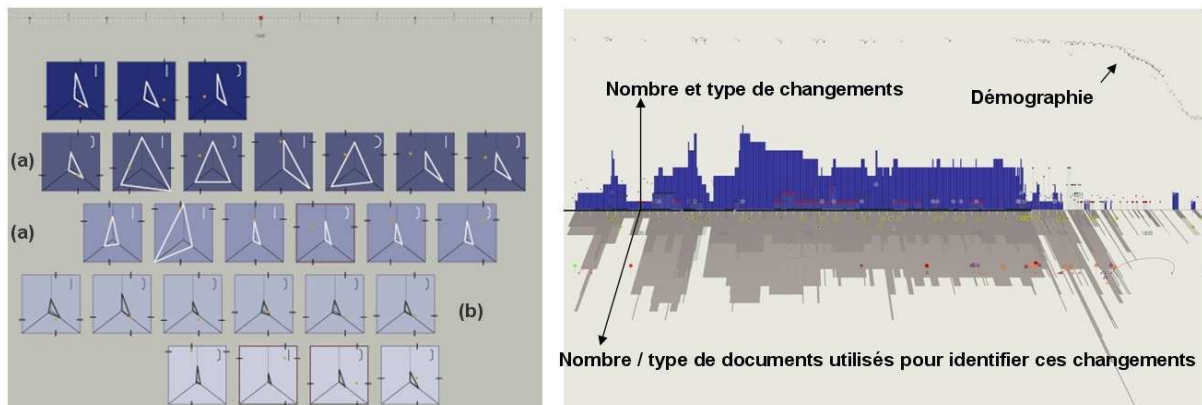 (a)
(a)
(b)
Nombre et type de changements
Démographie
Nombre / type de documents utilisés pour identifier ces changements